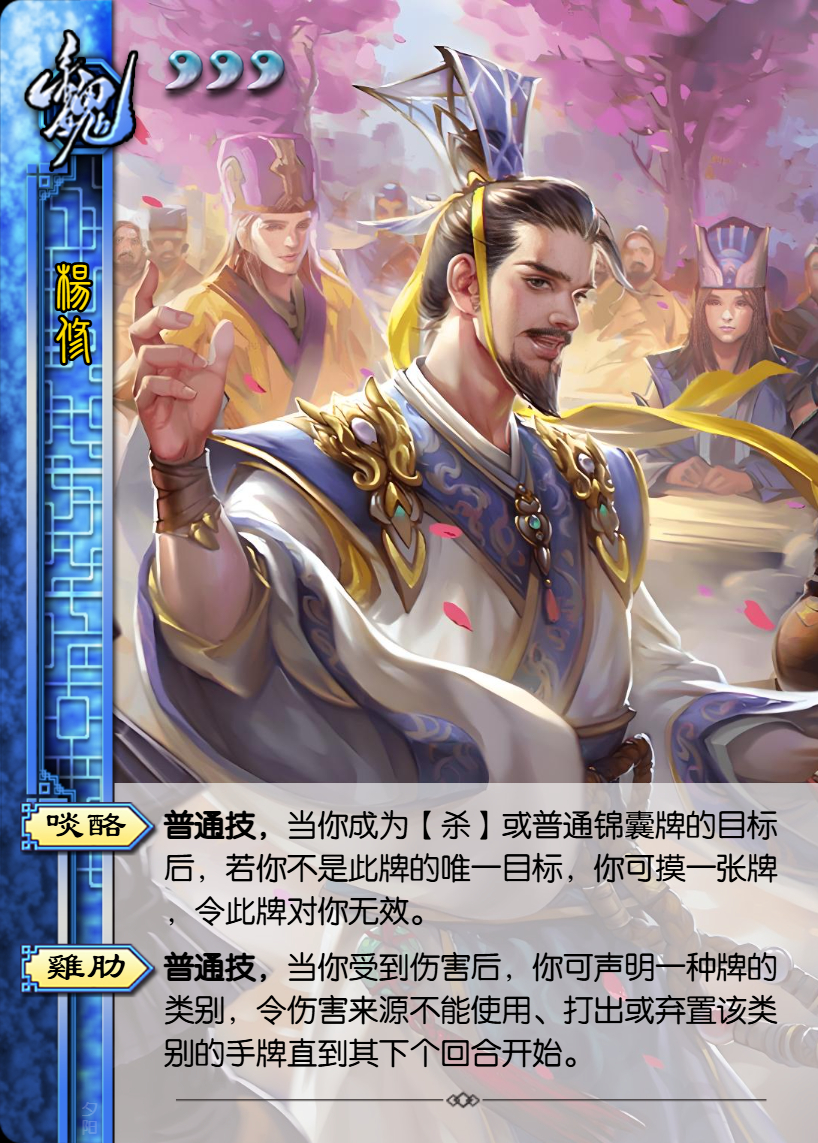 魏
楊修
啖酪
普通技，当你成为【杀】或普通锦囊牌的目标
后，若你不是此牌的唯一目标，你可摸一张牌
，令此牌对你无效。
雞肋
普通技，当你受到伤害后，你可声明一种牌的
类别，令伤害来源不能使用、打出或弃置该类
别的手牌直到其下个回合开始。
夕阳